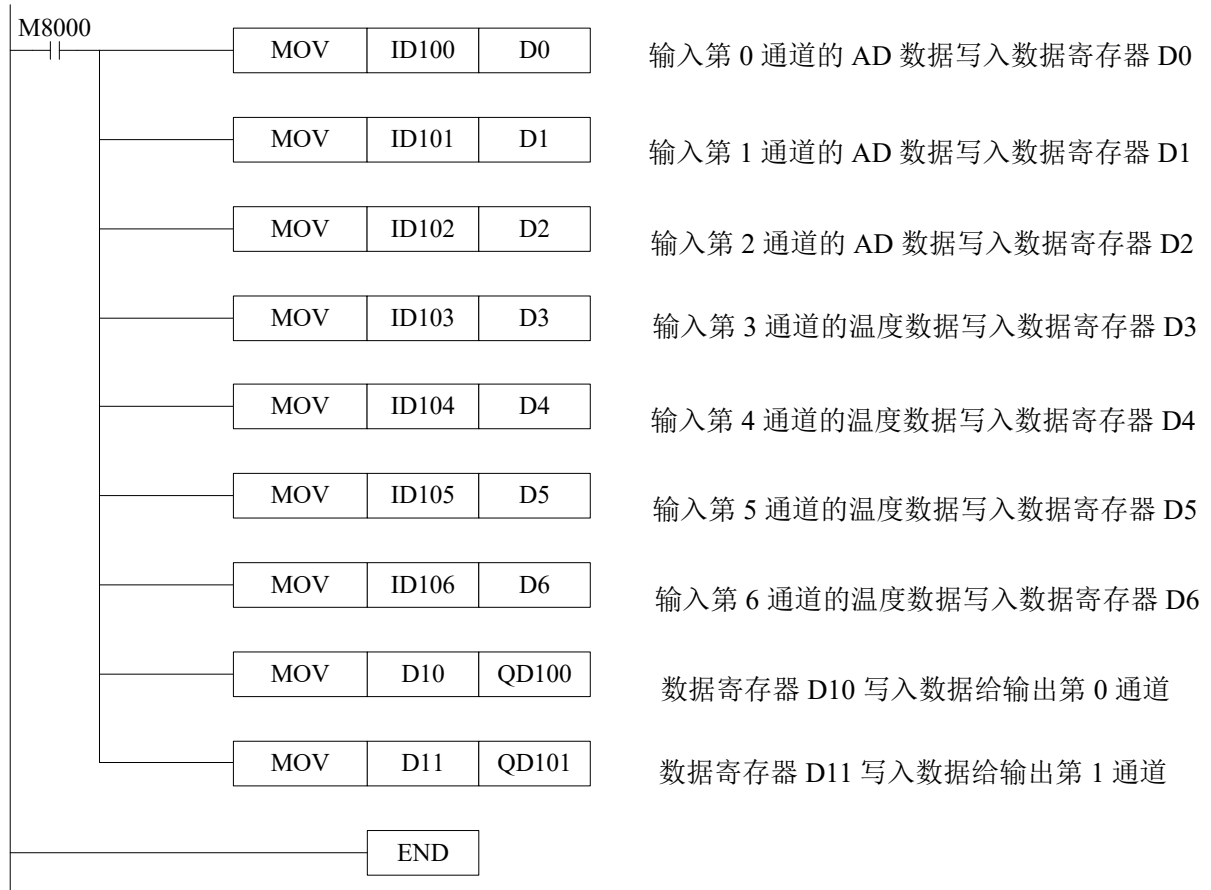 M8000
MOV ID100 D0 输入第 0 通道的 AD 数据写入数据寄存器 D0
MOV ID101 D1 输入第 1 通道的 AD 数据写入数据寄存器 D1
MOV ID102 D2 输入第 2 通道的 AD 数据写入数据寄存器 D2
MOV ID103 D3 输入第 3 通道的温度数据写入数据寄存器 D3
MOV ID104 D4 输入第 4 通道的温度数据写入数据寄存器 D4
MOV ID105 D5 输入第 5 通道的温度数据写入数据寄存器 D5
MOV ID106 D6 输入第 6 通道的温度数据写入数据寄存器 D6
MOV D10 QD100 数据寄存器 D10 写入数据给输出第 0 通道
MOV D11 QD101 数据寄存器 D11 写入数据给输出第 1 通道
END